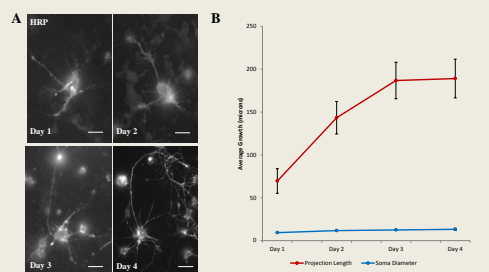 A
HRP
Day 1
Day 2
Day 3
Day 4
B
250
200
150
100
50
0
Average Growth (microns)
Day 1
Day 2
Day 3
Day 4
Projection Length
Soma Diameter